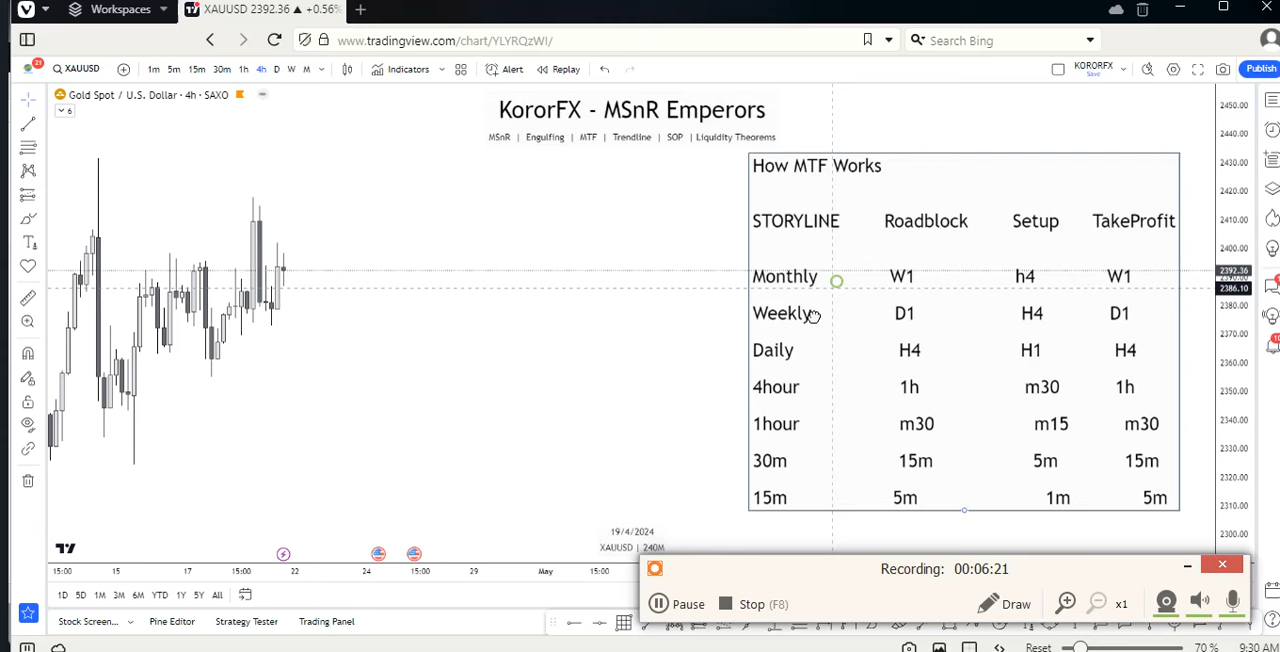 Workspaces
XAUUSD 2392.36 ▲ +0.56%
www.tradingview.com/chart/YLYRQzWI/
Search Bing
21
XAUUSD
1m 5m 15m 30m 1h 4h D W M
Indicators
Alert
Replay
KORORFX
Save
Publish
Gold Spot / U.S. Dollar · 4h · SAXO
6
KororFX - MSnR Emperors
MSnR | Engulfing | MTF | Trendline | SOP | Liquidity Theorems
How MTF Works
STORYLINE Roadblock Setup TakeProfit
Monthly W1 h4 W1
Weekly D1 H4 D1
Daily H4 H1 H4
4hour 1h m30 1h
1hour m30 m15 m30
30m 15m 5m 15m
15m 5m 1m 5m
2450.00
2440.00
2430.00
2420.00
2410.00
2400.00
2392.36
2386.10
2380.00
2370.00
2360.00
2350.00
2340.00
2330.00
2320.00
2310.00
2300.00
19/4/2024
XAUUSD | 240M
15:00 15 17 15:00 22 24 15:00 29 May 15:00
1D 5D 1M 3M 6M YTD 1Y 5Y All
Stock Screen... Pine Editor Strategy Tester Trading Panel
Recording: 00:06:21
Pause
Stop (F8)
Draw
x1
Reset
70 %
9:30 AM